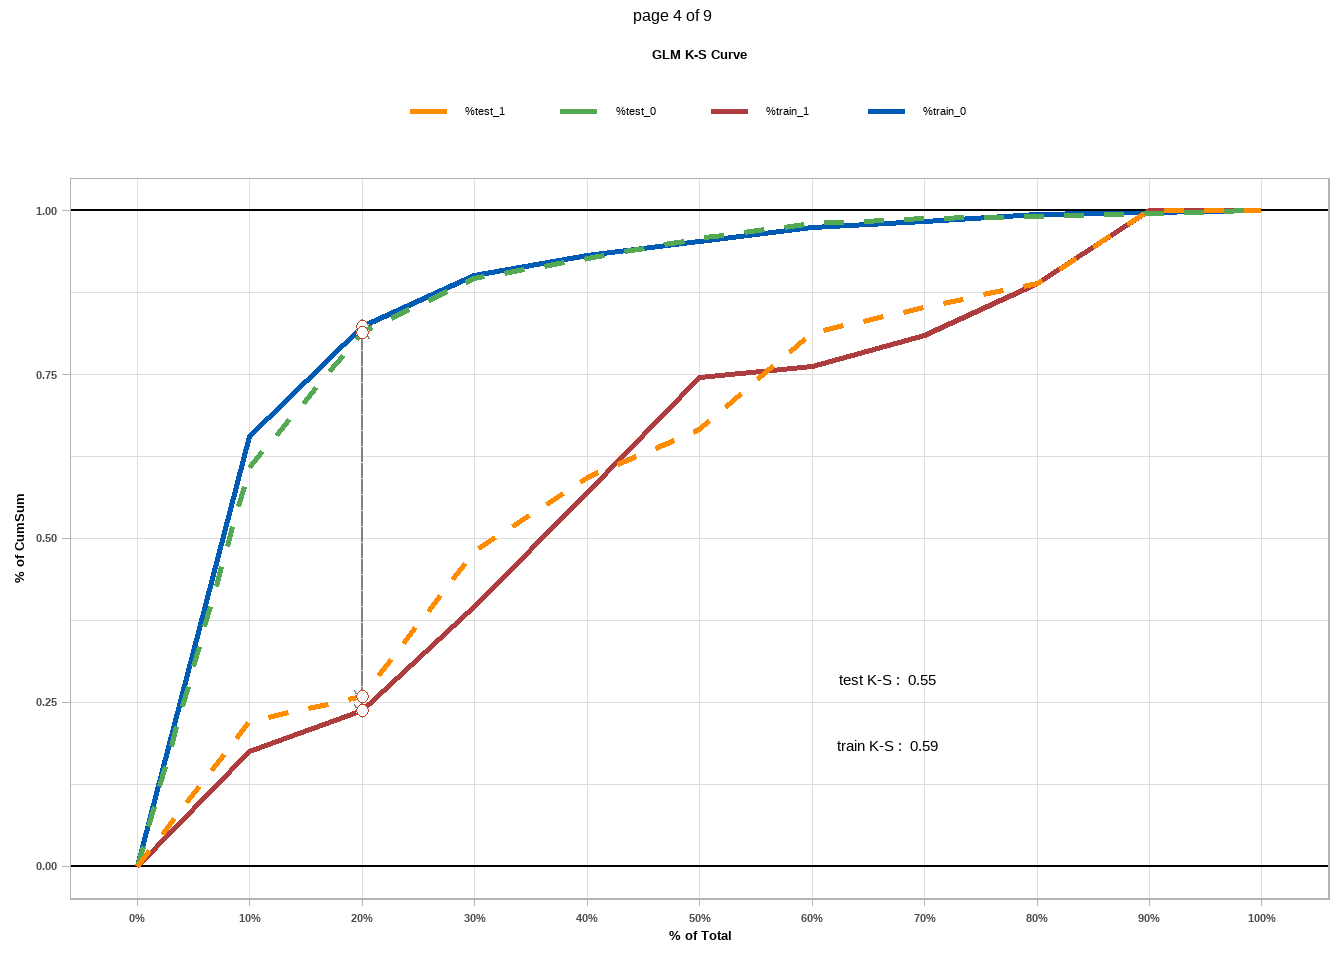 page 4 of 9
GLM K-S Curve
%test_1 %test_0 %train_1 %train_0
1.00
0.75
0.50
0.25
0.00
% of CumSum
test K-S : 0.55
train K-S : 0.59
0% 10% 20% 30% 40% 50% 60% 70% 80% 90% 100%
% of Total